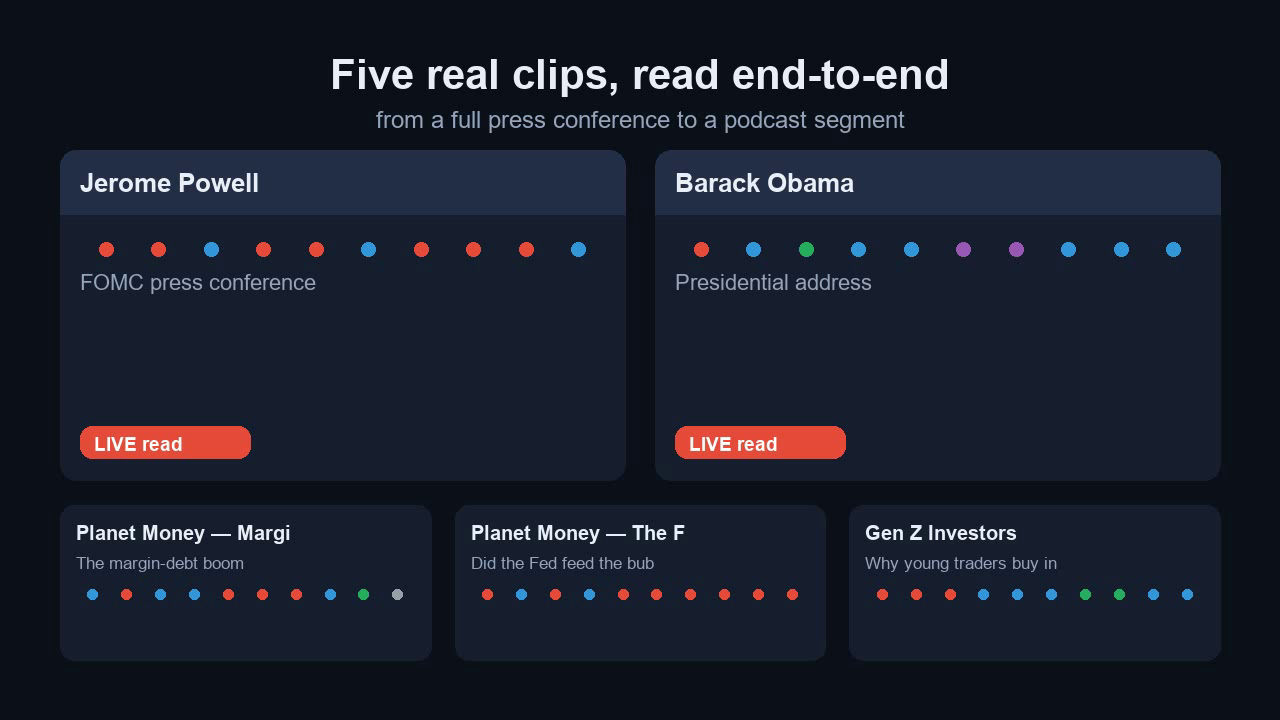 Five real clips, read end-to-end
from a full press conference to a podcast segment
Jerome Powell
FOMC press conference
LIVE read
Barack Obama
Presidential address
LIVE read
Planet Money — Margi
The margin-debt boom
Planet Money — The F
Did the Fed feed the bub
Gen Z Investors
Why young traders buy in